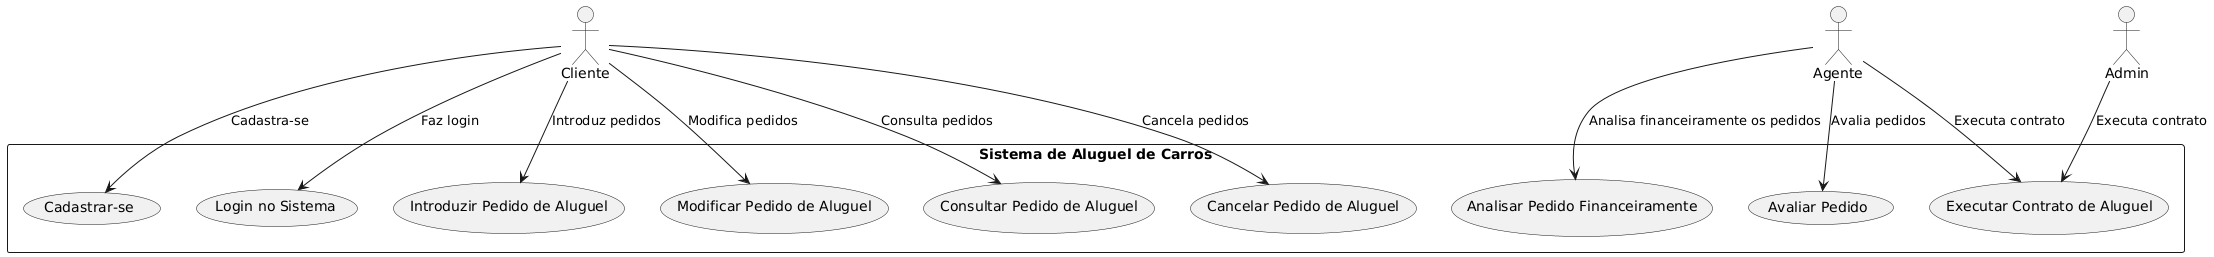 Cliente
Agente
Admin
Cadastra-se
Faz login
Introduz pedidos
Modifica pedidos
Consulta pedidos
Cancela pedidos
Analisa financeiramente os pedidos
Avalia pedidos
Executa contrato
Executa contrato
Sistema de Aluguel de Carros
Cadastrar-se
Login no Sistema
Introduzir Pedido de Aluguel
Modificar Pedido de Aluguel
Consultar Pedido de Aluguel
Cancelar Pedido de Aluguel
Analisar Pedido Financeiramente
Avaliar Pedido
Executar Contrato de Aluguel